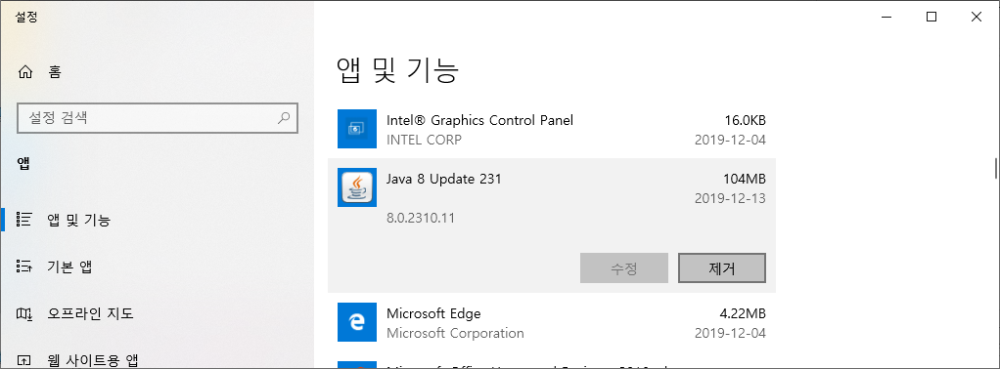 설정
홈
설정 검색
앱
앱 및 기능
기본 앱
오프라인 지도
웹 사이트용 앱
앱 및 기능
Intel® Graphics Control Panel 16.0KB
INTEL CORP 2019-12-04
Java 8 Update 231 104MB
2019-12-13
8.0.2310.11
수정 제거
Microsoft Edge 4.22MB
Microsoft Corporation 2019-12-04